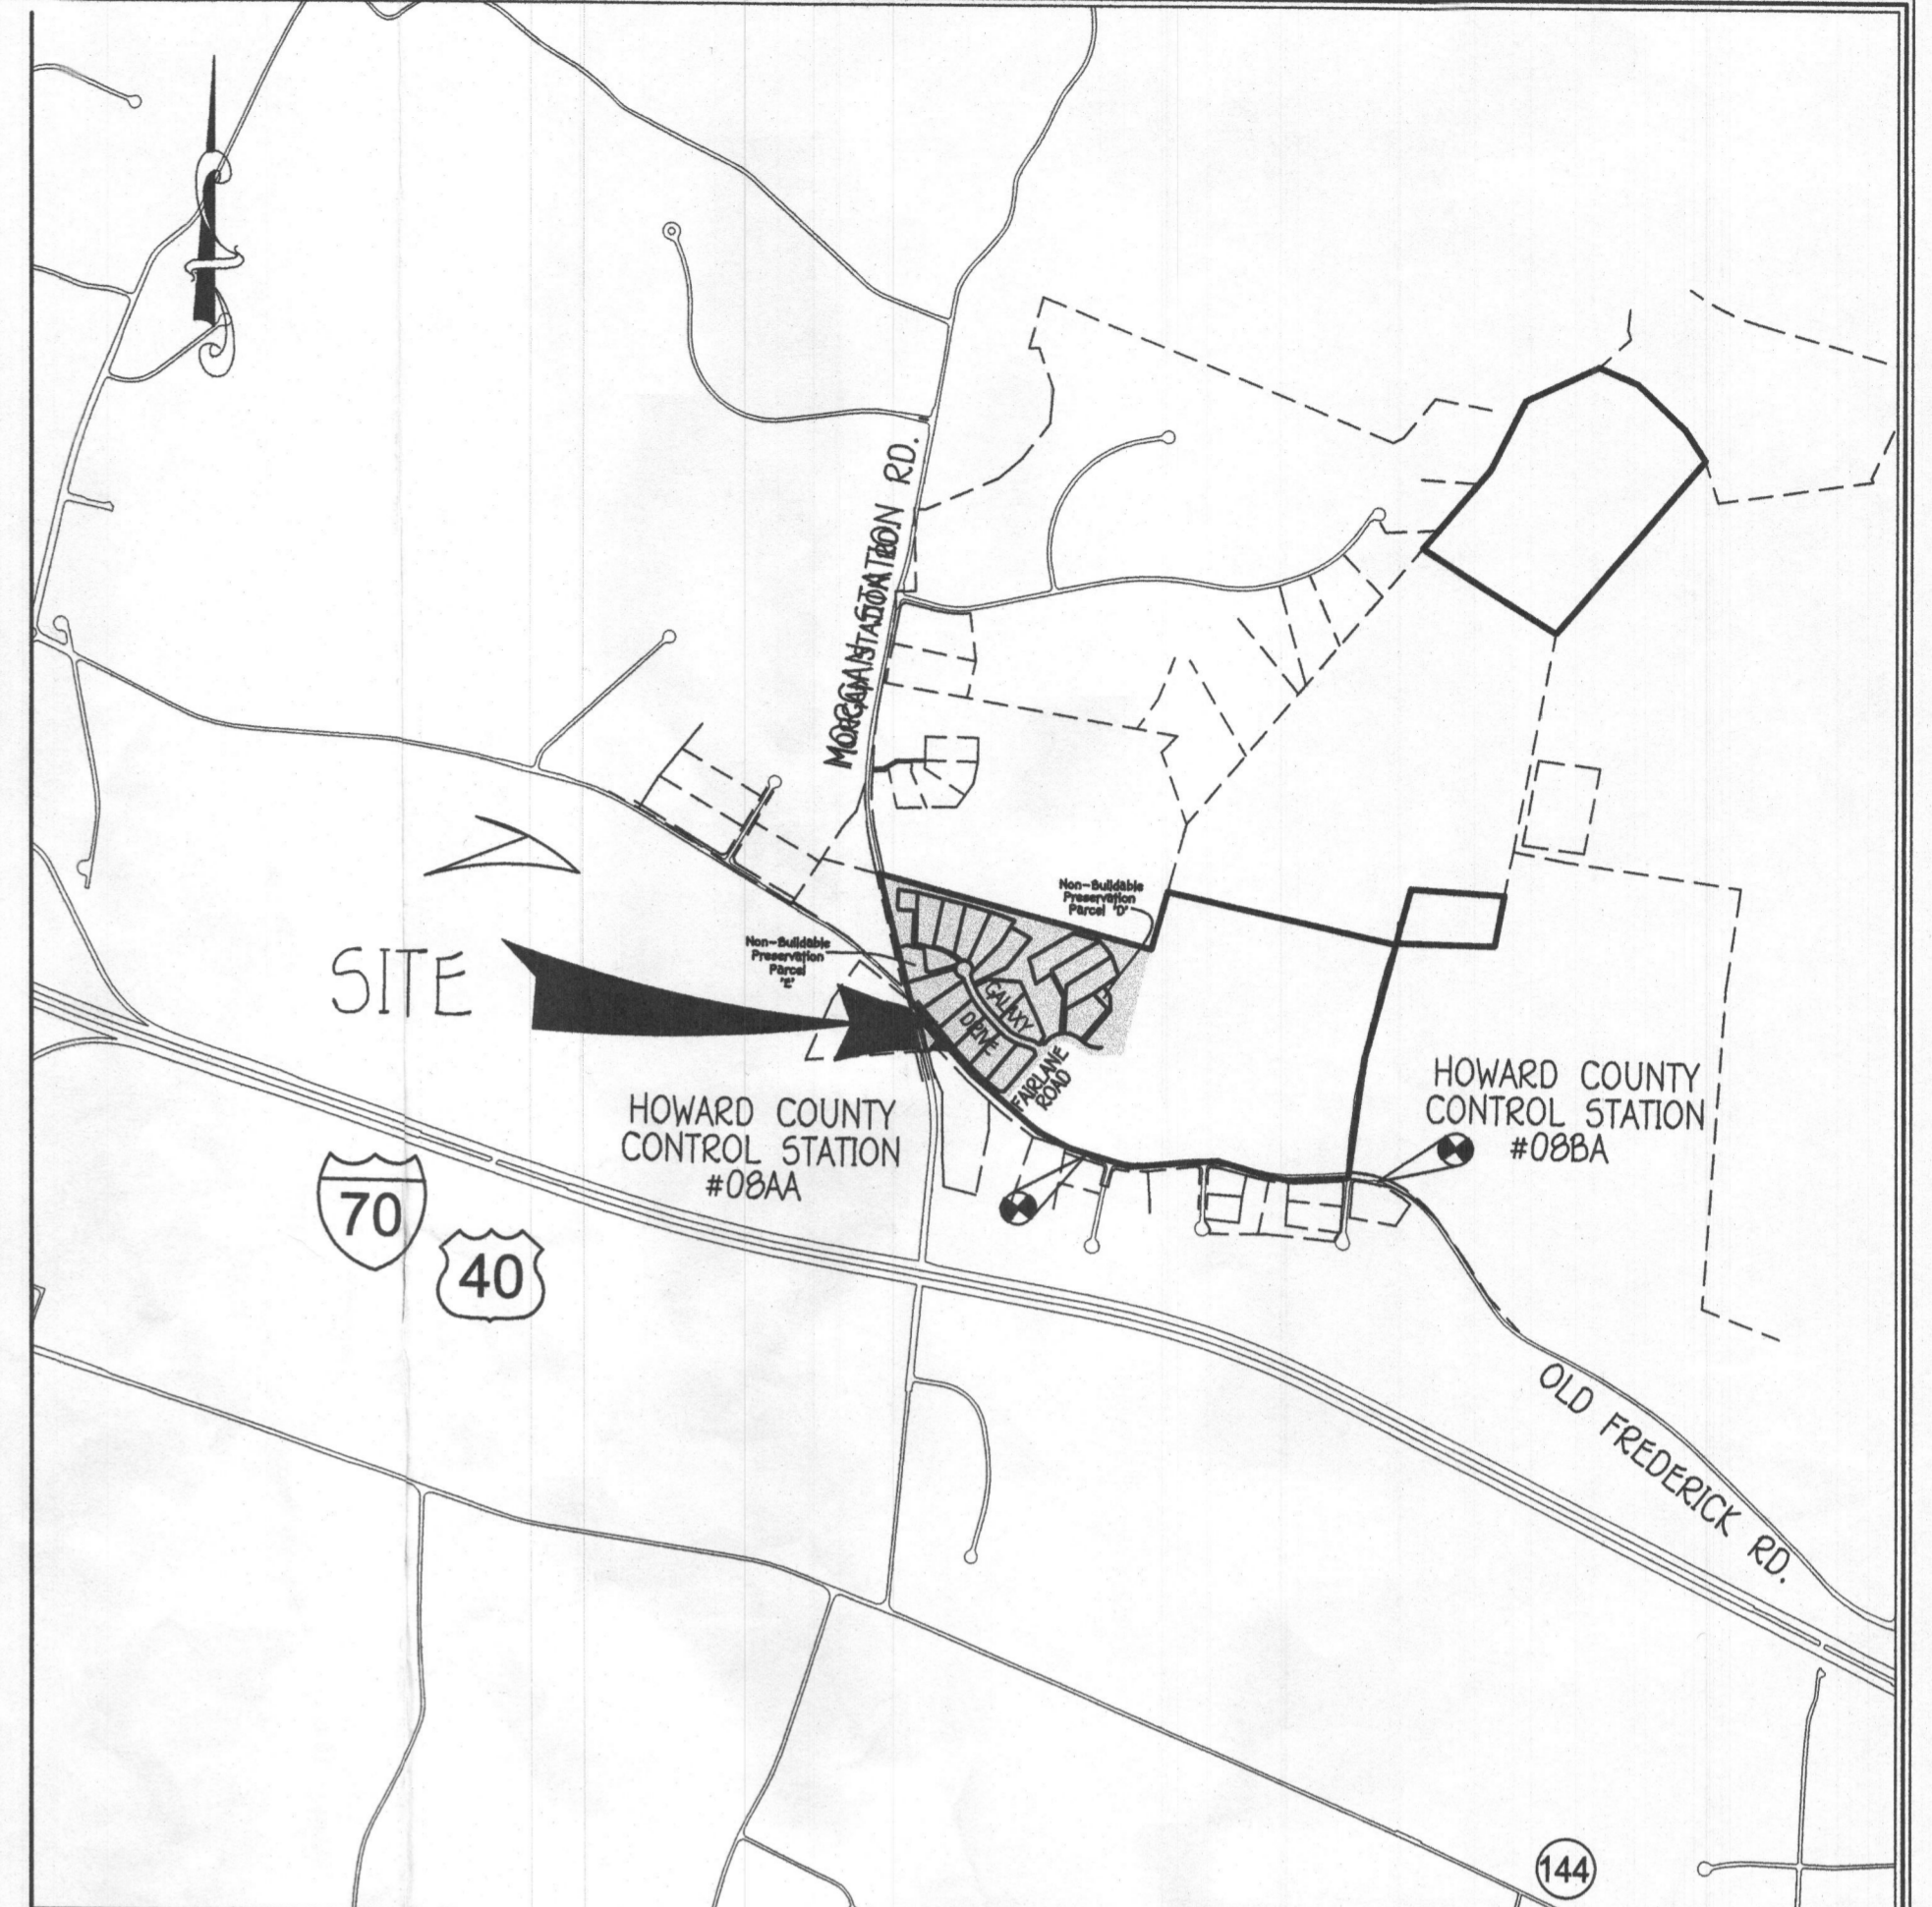 MORGAN STATION RD.
Non-Buildable
Preservation
Parcel 'D'
Non-Buildable
Preservation
Parcel
'E'
SITE
GALAXY
DRIVE
FAIRLANE
ROAD
HOWARD COUNTY
CONTROL STATION
#08AA
HOWARD COUNTY
CONTROL STATION
#08BA
70
40
OLD FREDERICK RD.
144